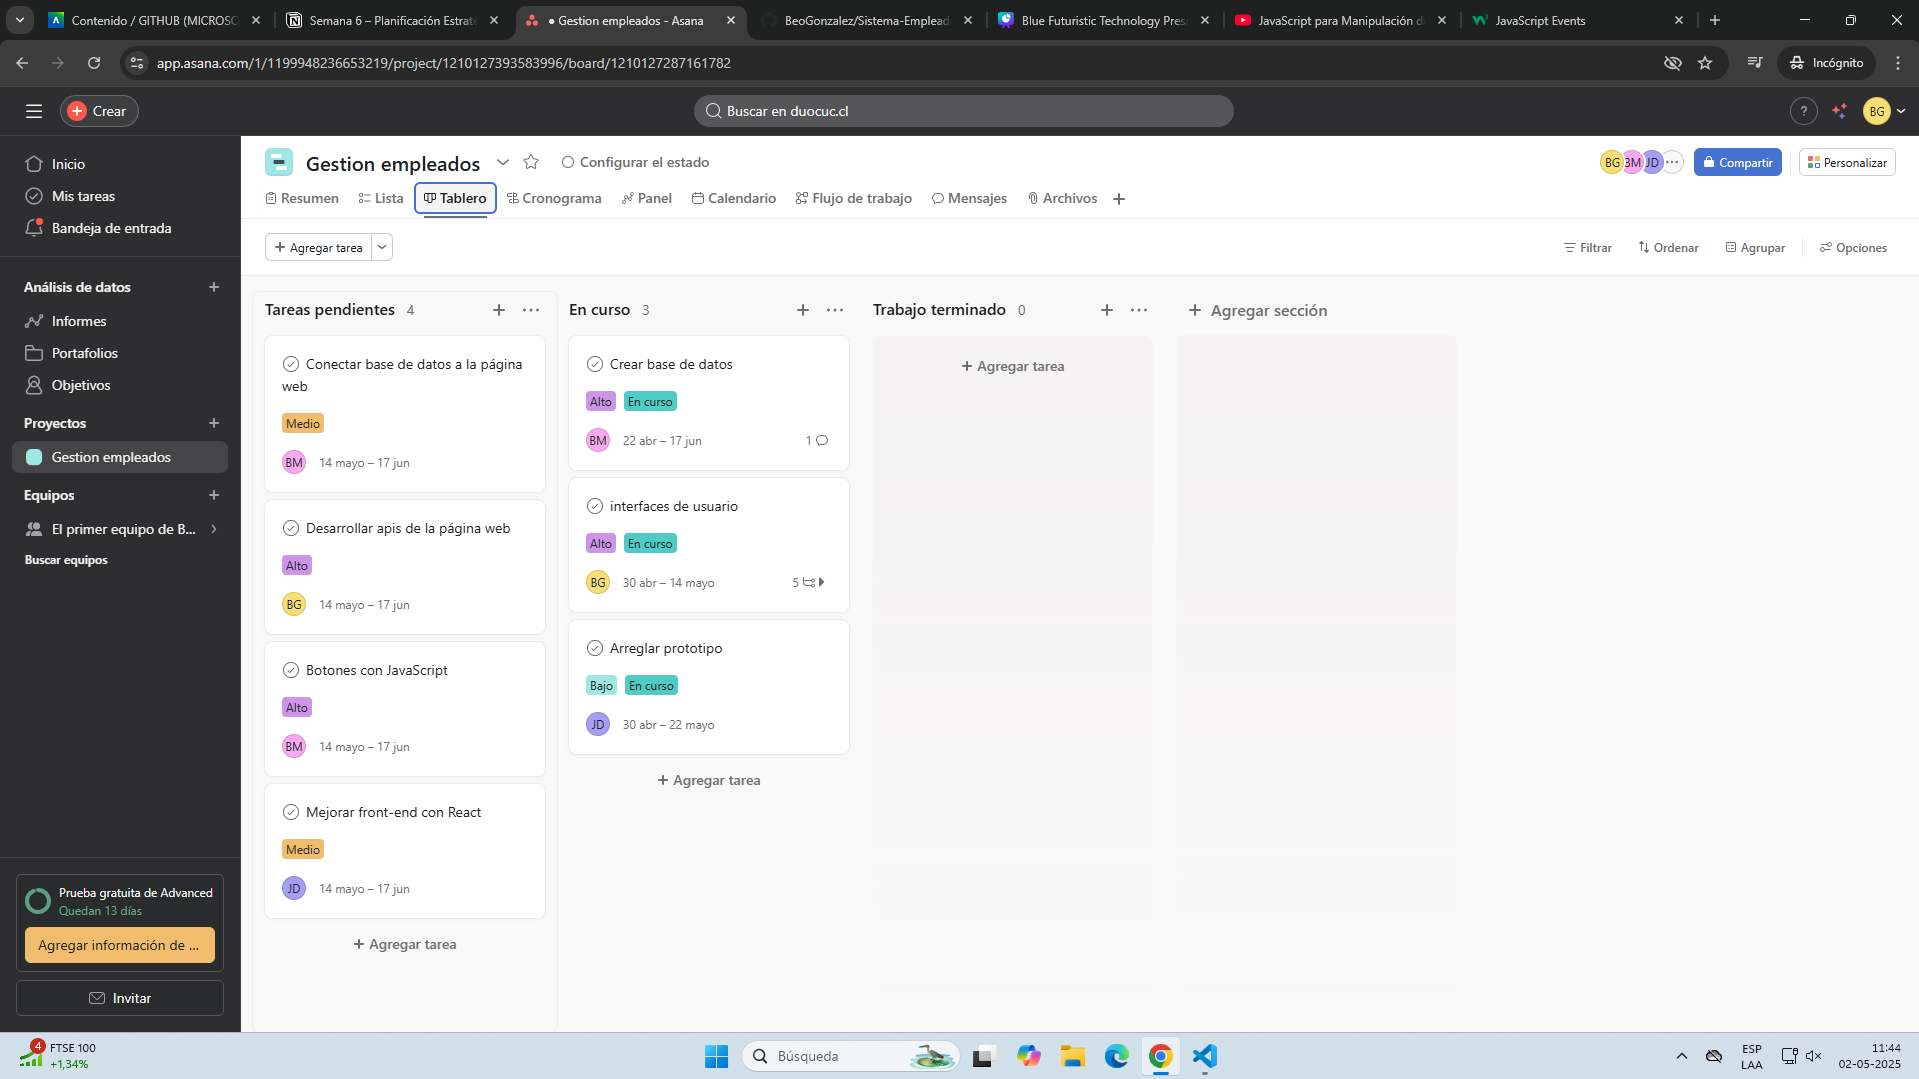 Contenido / GITHUB (MICROSO
Semana 6 – Planificación Estrate
• Gestion empleados - Asana
BeoGonzalez/Sistema-Emplead
Blue Futuristic Technology Pres
JavaScript para Manipulación d
JavaScript Events
app.asana.com/1/1199948236653219/project/1210127393583996/board/1210127287161782
Incógnito
Crear
Buscar en duocuc.cl
?
BG
Inicio
Mis tareas
Bandeja de entrada
Análisis de datos
Informes
Portafolios
Objetivos
Proyectos
Gestion empleados
Equipos
El primer equipo de B...
Buscar equipos
Prueba gratuita de Advanced
Quedan 13 días
Agregar información de ...
Invitar
Gestion empleados
Configurar el estado
BG
BM
JD
Compartir
Personalizar
Resumen
Lista
Tablero
Cronograma
Panel
Calendario
Flujo de trabajo
Mensajes
Archivos
Agregar tarea
Filtrar
Ordenar
Agrupar
Opciones
Tareas pendientes 4
Conectar base de datos a la página
web
Medio
BM 14 mayo – 17 jun
Desarrollar apis de la página web
Alto
BG 14 mayo – 17 jun
Botones con JavaScript
Alto
BM 14 mayo – 17 jun
Mejorar front-end con React
Medio
JD 14 mayo – 17 jun
Agregar tarea
En curso 3
Crear base de datos
Alto En curso
BM 22 abr – 17 jun 1
interfaces de usuario
Alto En curso
BG 30 abr – 14 mayo 5
Arreglar prototipo
Bajo En curso
JD 30 abr – 22 mayo
Agregar tarea
Trabajo terminado 0
Agregar tarea
Agregar sección
4
FTSE 100
+1,34%
Búsqueda
ESP
LAA
11:44
02-05-2025